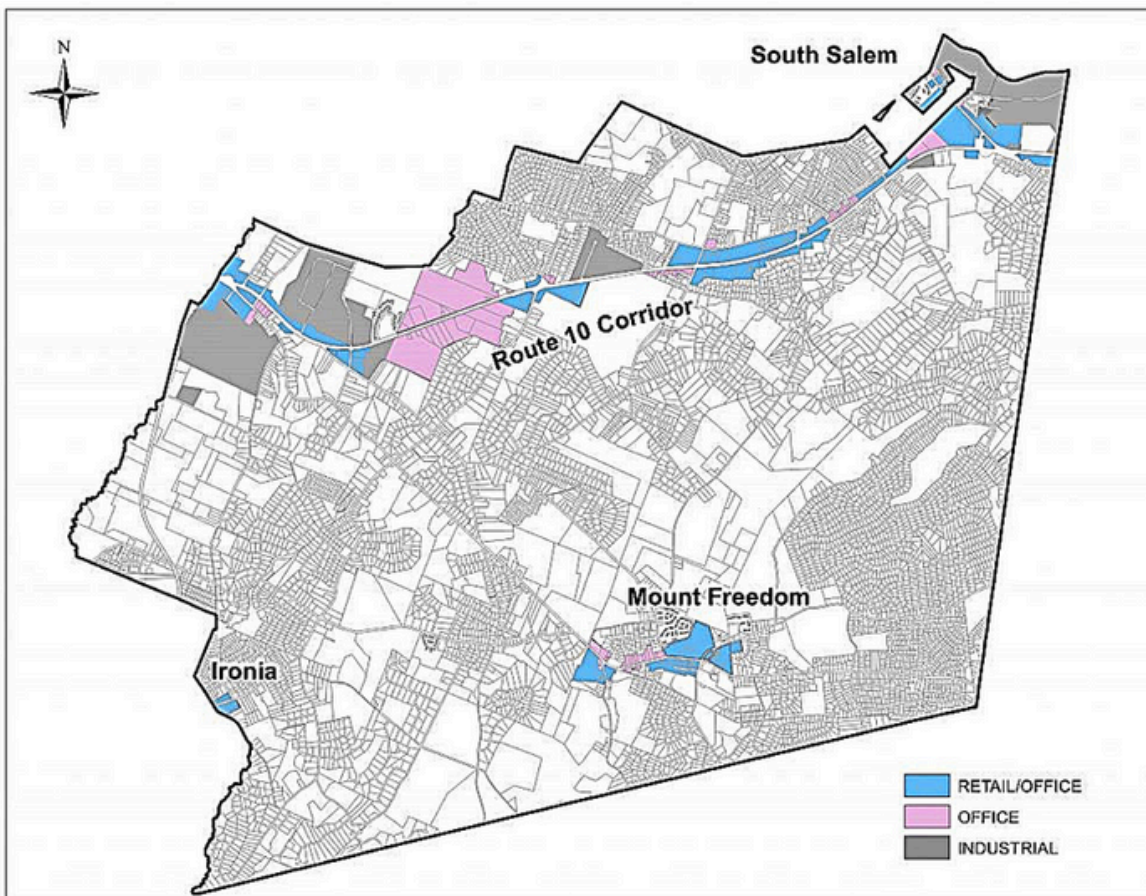 N
South Salem
Route 10 Corridor
Mount Freedom
Ironia
RETAIL/OFFICE
OFFICE
INDUSTRIAL